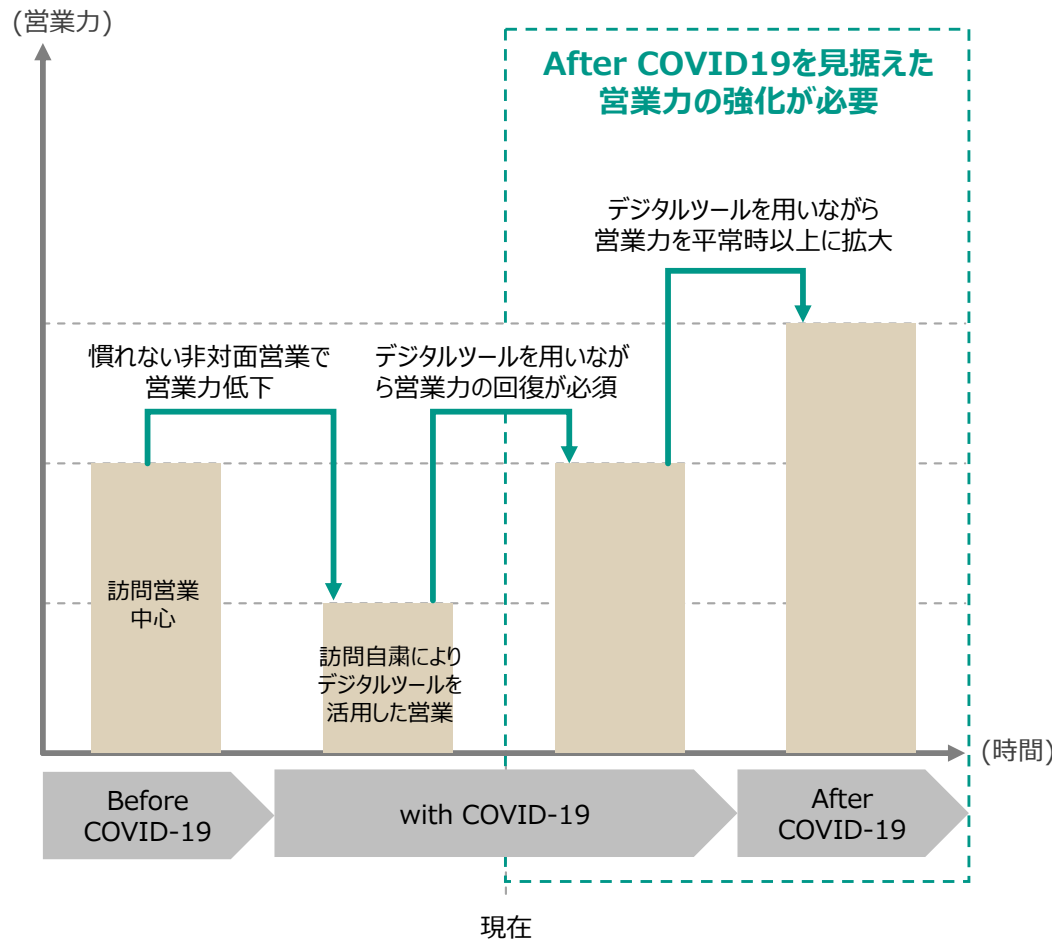 (営業力)
After COVID19を見据えた
営業力の強化が必要
デジタルツールを用いながら
営業力を平常時以上に拡大
慣れない非対面営業で
営業力低下
デジタルツールを用いなが
ら営業力の回復が必須
訪問営業
中心
訪問自粛により
デジタルツールを
活用した営業
(時間)
Before
COVID-19
with COVID-19
After
COVID-19
現在